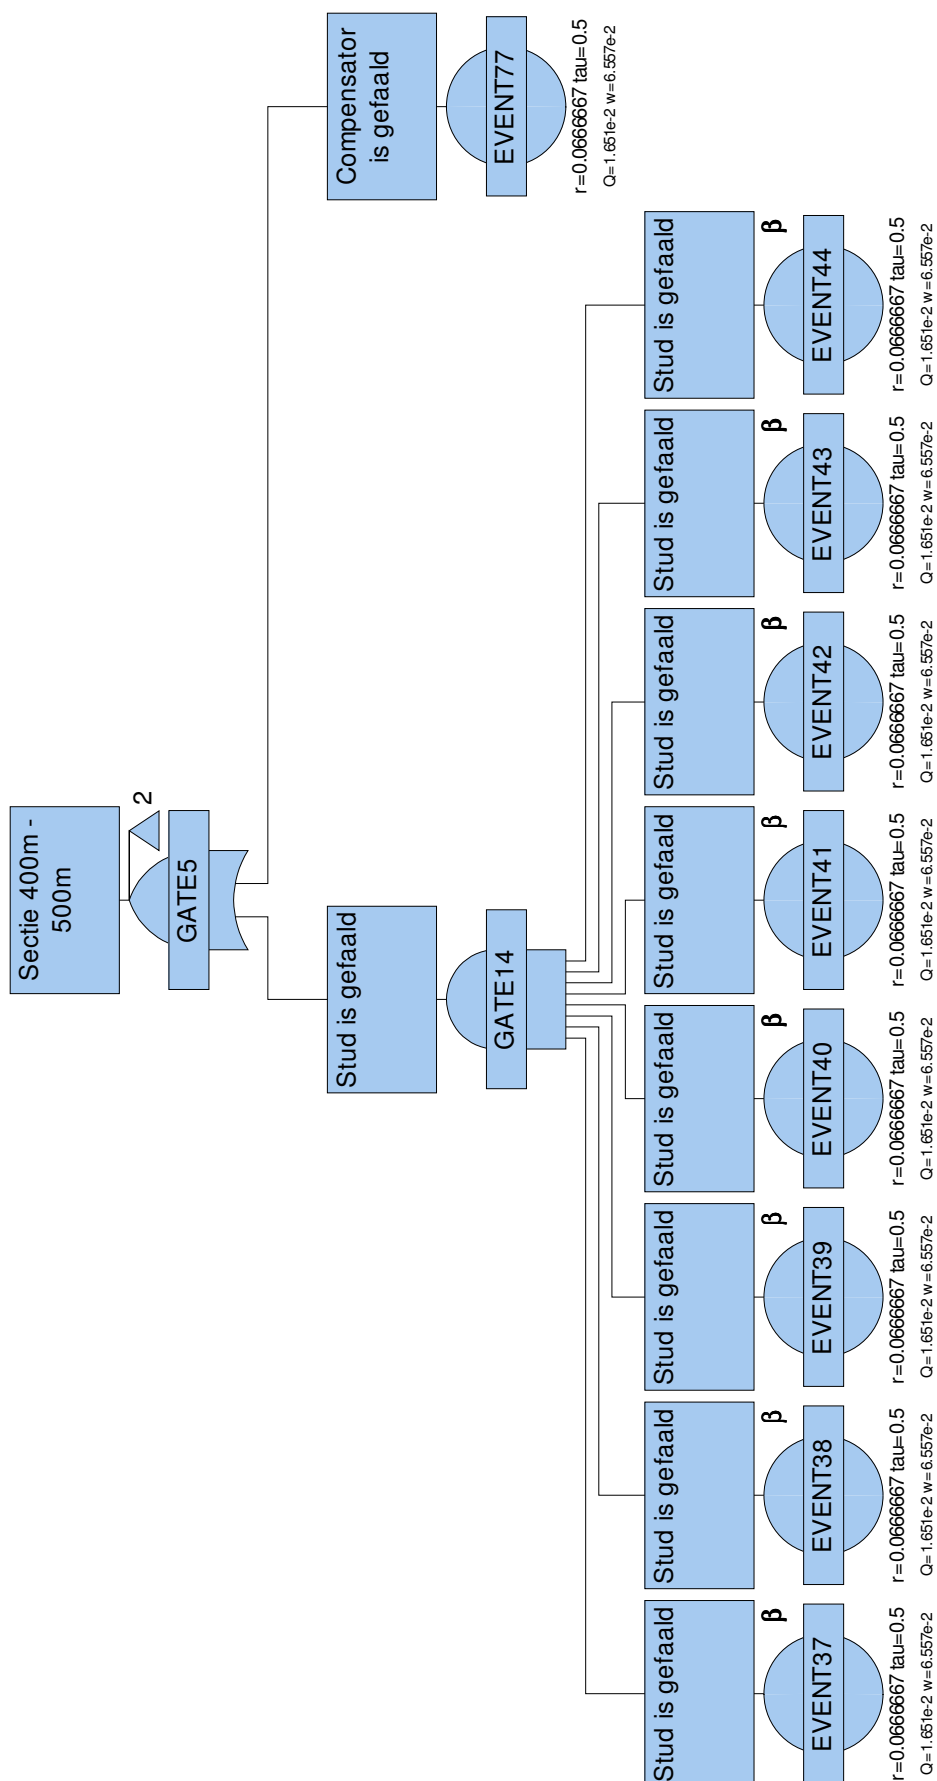 Sectie 400m -
500m
2
GATE5
Stud is gefaald
GATE14
Compensator
is gefaald
EVENT77
r=0.0666667 tau=0.5
Q=1.651e-2 w=6.557e-2
Stud is gefaald
β
EVENT37
r=0.0666667 tau=0.5
Q=1.651e-2 w=6.557e-2
Stud is gefaald
β
EVENT38
r=0.0666667 tau=0.5
Q=1.651e-2 w=6.557e-2
Stud is gefaald
β
EVENT39
r=0.0666667 tau=0.5
Q=1.651e-2 w=6.557e-2
Stud is gefaald
β
EVENT40
r=0.0666667 tau=0.5
Q=1.651e-2 w=6.557e-2
Stud is gefaald
β
EVENT41
r=0.0666667 tau=0.5
Q=1.651e-2 w=6.557e-2
Stud is gefaald
β
EVENT42
r=0.0666667 tau=0.5
Q=1.651e-2 w=6.557e-2
Stud is gefaald
β
EVENT43
r=0.0666667 tau=0.5
Q=1.651e-2 w=6.557e-2
Stud is gefaald
β
EVENT44
r=0.0666667 tau=0.5
Q=1.651e-2 w=6.557e-2